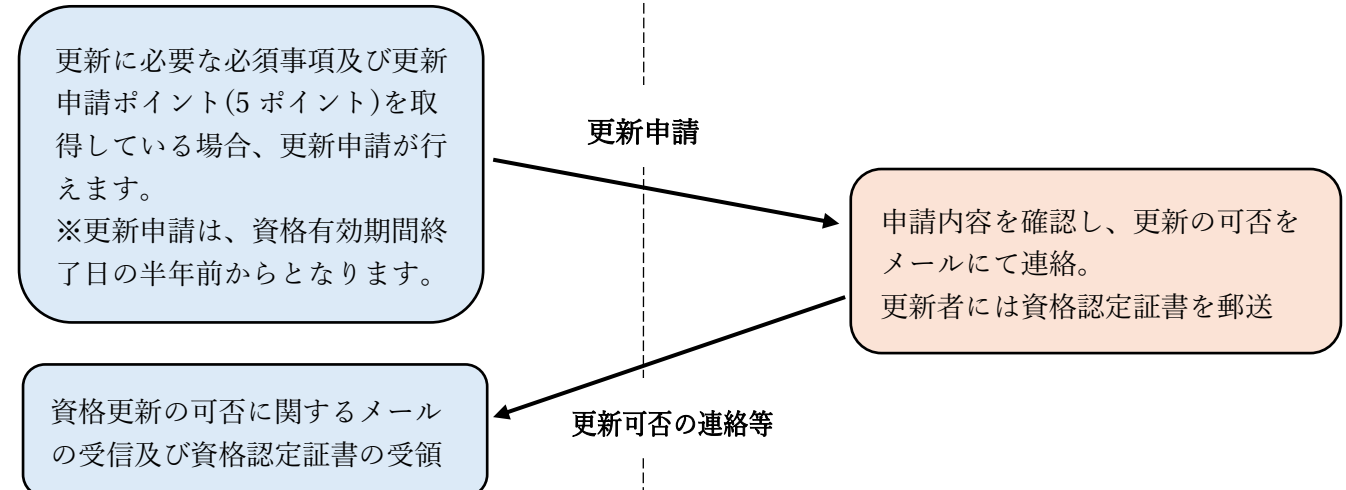 更新に必要な必須事項及び更新
申請ポイント(5 ポイント)を取
得している場合、更新申請が行
えます。
※更新申請は、資格有効期間終
了日の半年前からとなります。
更新申請
申請内容を確認し、更新の可否を
メールにて連絡。
更新者には資格認定証書を郵送
更新可否の連絡等
資格更新の可否に関するメール
の受信及び資格認定証書の受領